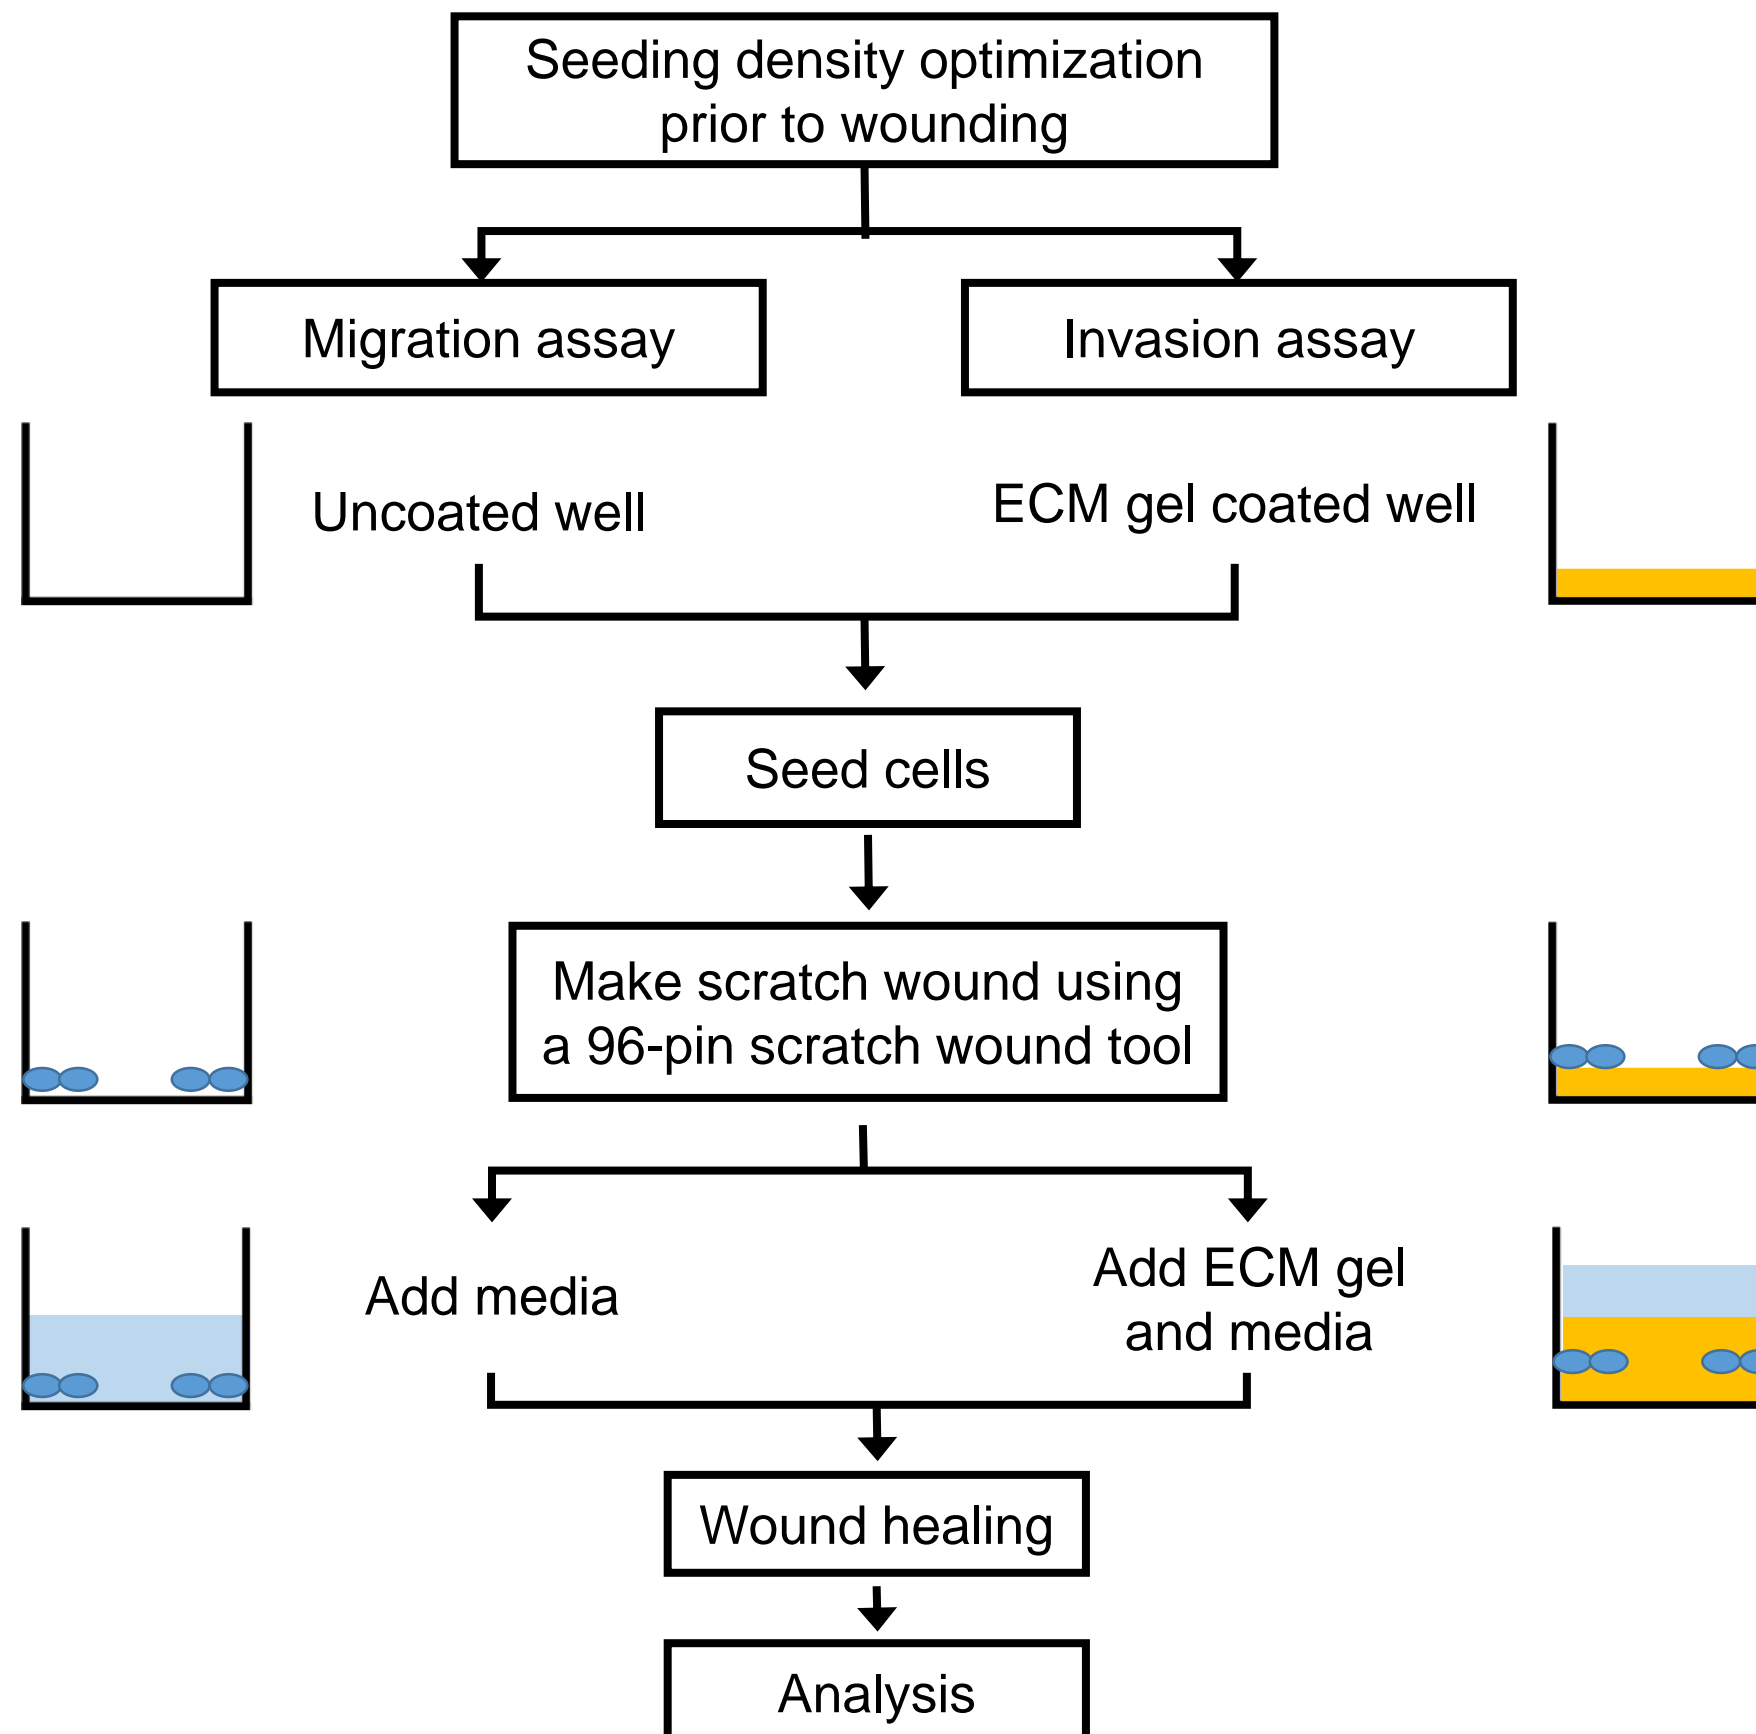 Seeding density optimization
prior to wounding
Migration assay
Invasion assay
Uncoated well
ECM gel coated well
Seed cells
Make scratch wound using
a 96-pin scratch wound tool
Add media
Add ECM gel
and media
Wound healing
Analysis